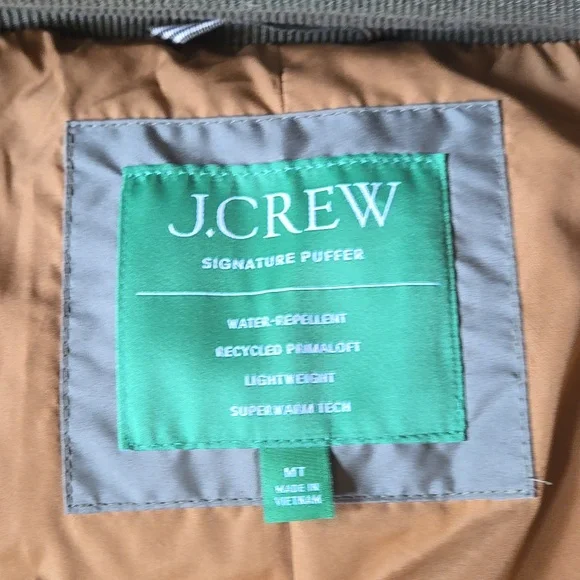 J.CREW
SIGNATURE PUFFER
WATER-REPELLENT
RECYCLED PRIMALOFT
LIGHTWEIGHT
SUPERWARM TECH
MT
MADE IN
VIETNAM